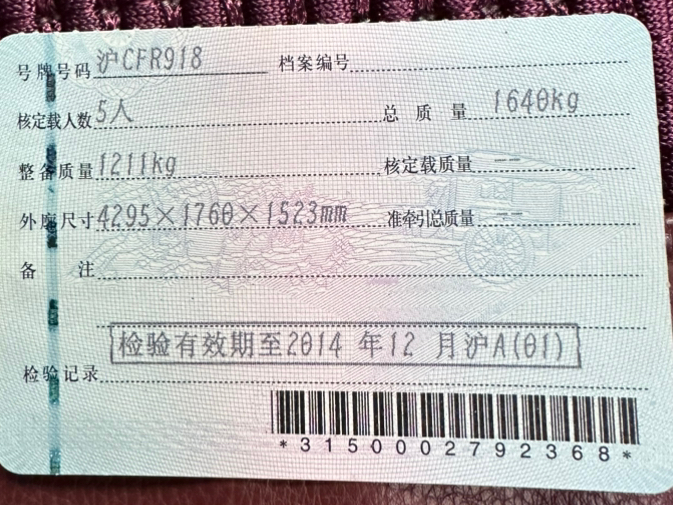 号牌号码 沪CFR918 档案编号
核定载人数 5人 总质量 1640kg
整备质量 1211kg 核定载质量 --
外廓尺寸 4295×1760×1523mm 准牵引总质量 --
备注
检验有效期至2014年12月沪A(01)
检验记录
*3150002792368*